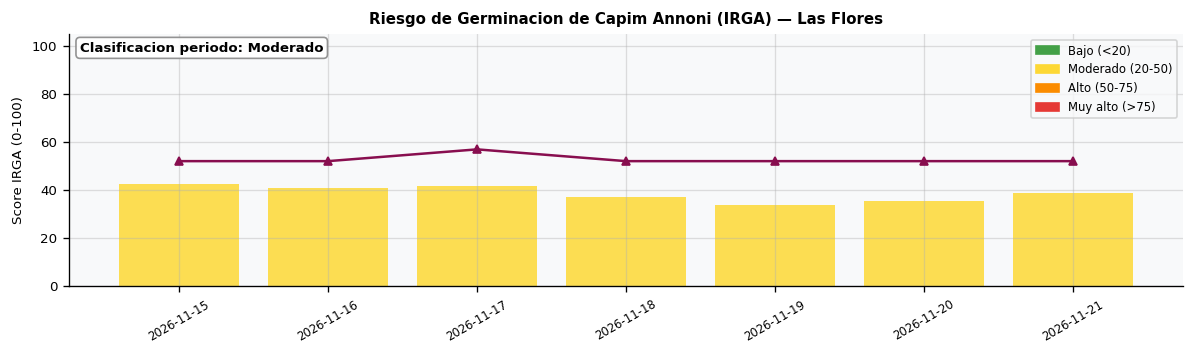 Riesgo de Germinacion de Capim Annoni (IRGA) — Las Flores
Clasificacion periodo: Moderado
Bajo (<20)
Moderado (20-50)
Alto (50-75)
Muy alto (>75)
Score IRGA (0-100)
100
80
60
40
20
0
2026-11-15
2026-11-16
2026-11-17
2026-11-18
2026-11-19
2026-11-20
2026-11-21